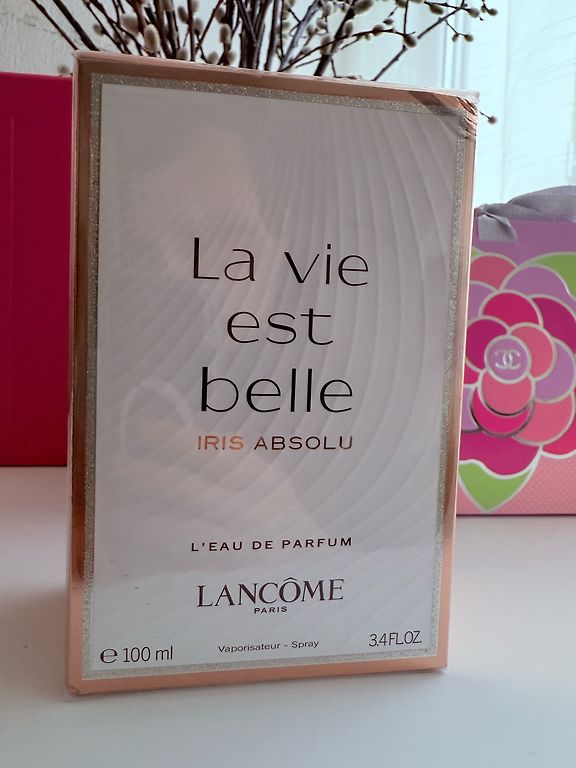 La vie
est
belle
IRIS ABSOLU
L'EAU DE PARFUM
LANCÔME
PARIS
℮ 100 ml
Vaporisateur - Spray
3.4 FL.OZ.